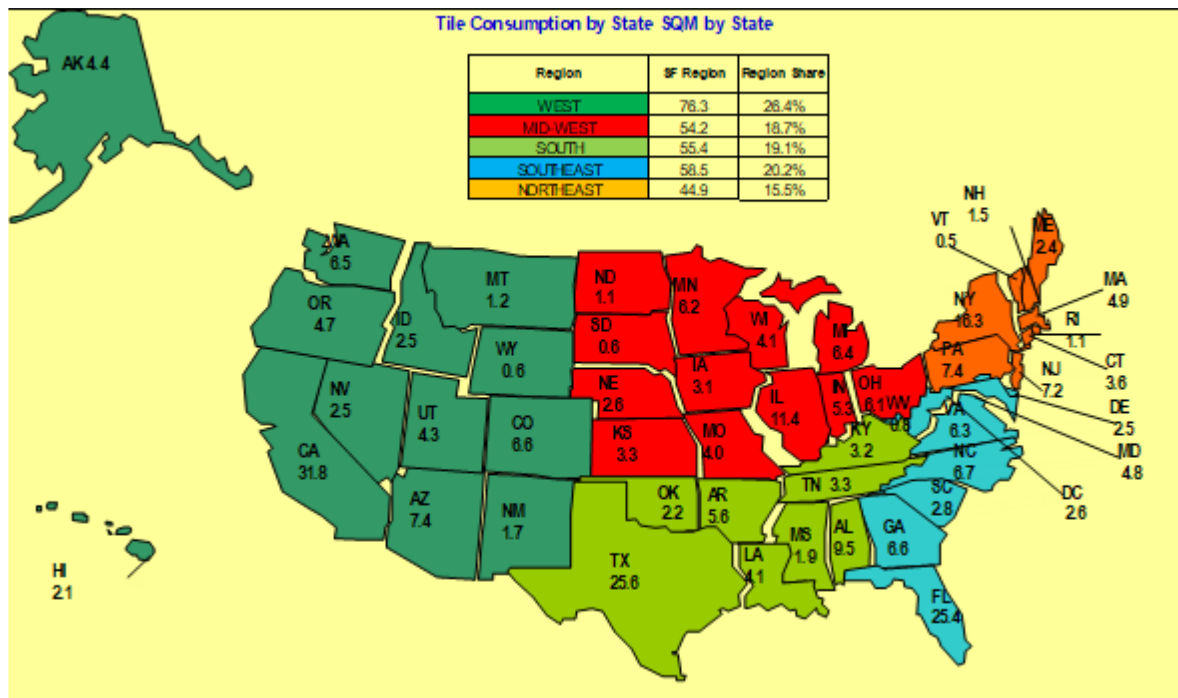 Tile Consumption by State SQM by State
Region SF Region Region Share
WEST 76.3 26.4%
MID-WEST 54.2 18.7%
SOUTH 55.4 19.1%
SOUTHEAST 58.5 20.2%
NORTHEAST 44.9 15.5%
AK 4.4
WA
6.5
OR
4.7
ID
2.5
MT
1.2
WY
0.6
NV
2.5
UT
4.3
CO
6.6
CA
31.8
AZ
7.4
NM
1.7
HI
2.1
ND
1.1
SD
0.6
NE
2.6
KS
3.3
MN
6.2
IA
3.1
MO
4.0
WI
4.1
IL
11.4
MI
6.4
IN
5.3
OH
6.1
WV
0.8
KY
3.2
TN 3.3
OK
2.2
AR
5.6
TX
25.6
LA
4.1
MS
1.9
AL
9.5
GA
6.6
FL
25.4
SC
2.8
NC
6.7
VA
6.3
NY
16.3
PA
7.4
VT
0.5
NH
1.5
ME
2.4
MA
4.9
RI
1.1
CT
3.6
NJ
7.2
DE
2.5
MD
4.8
DC
2.6